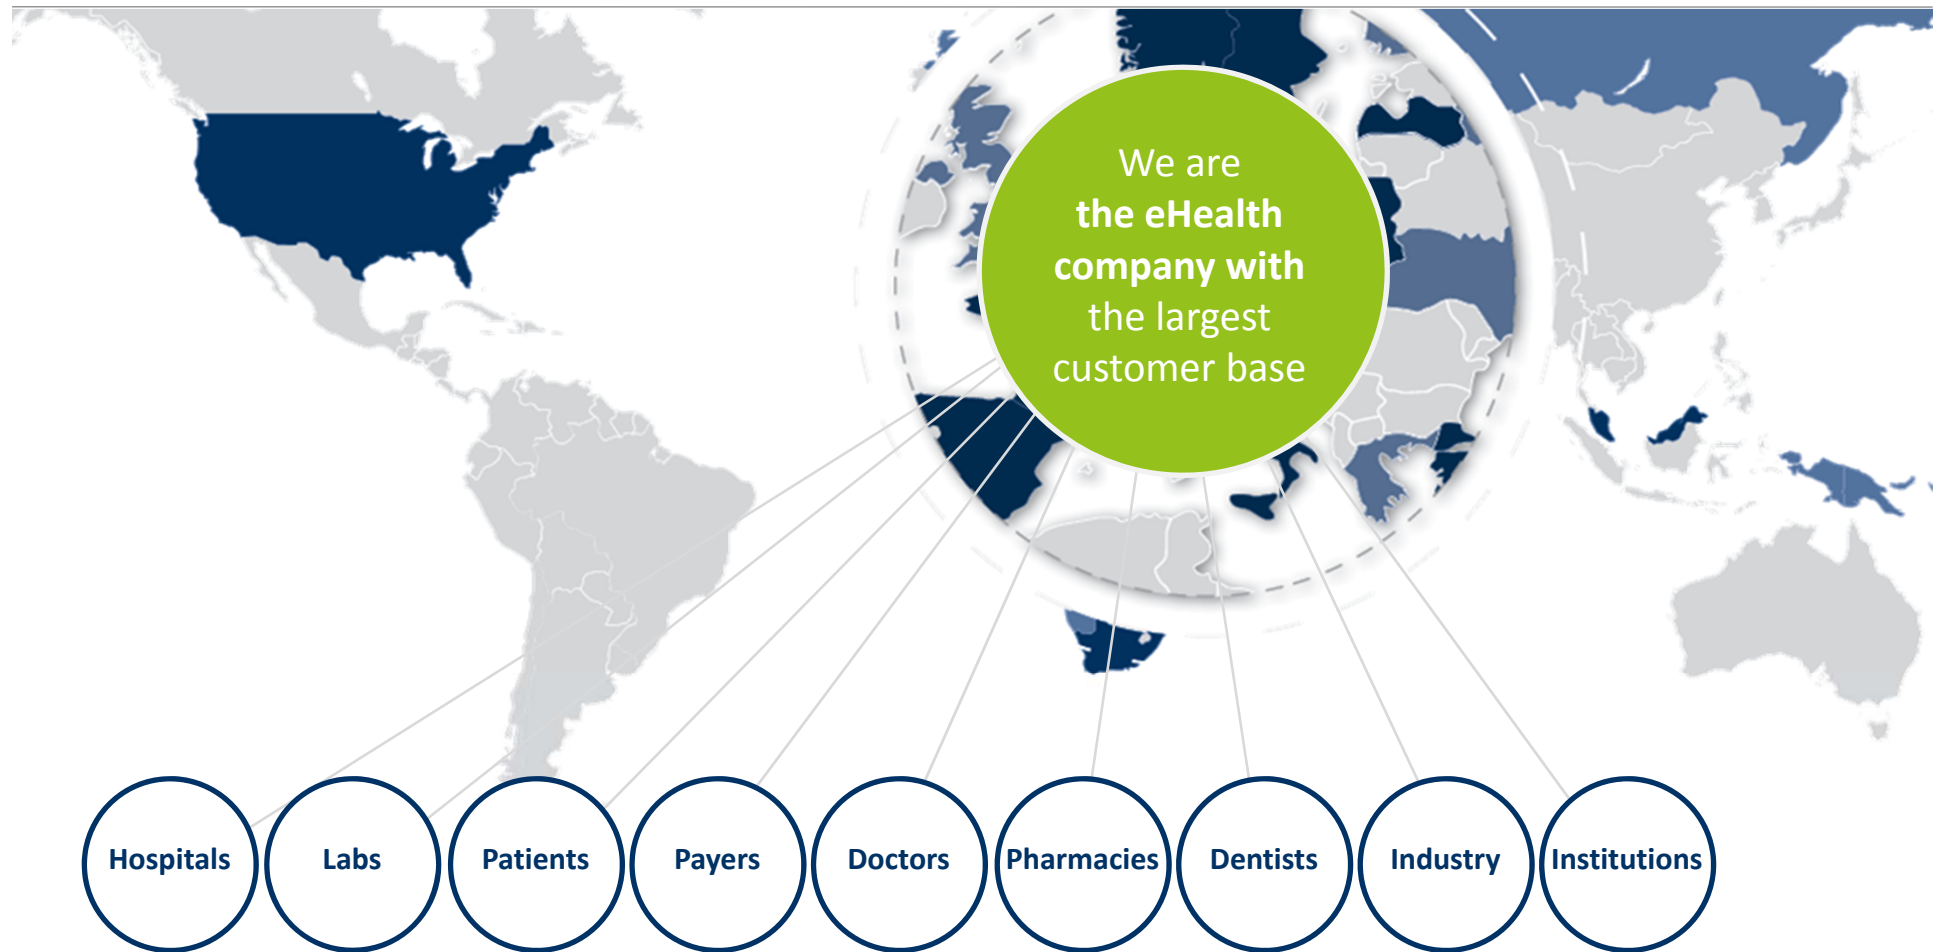 We are
the eHealth
company with
the largest
customer base
Hospitals
Labs
Patients
Payers
Doctors
Pharmacies
Dentists
Industry
Institutions